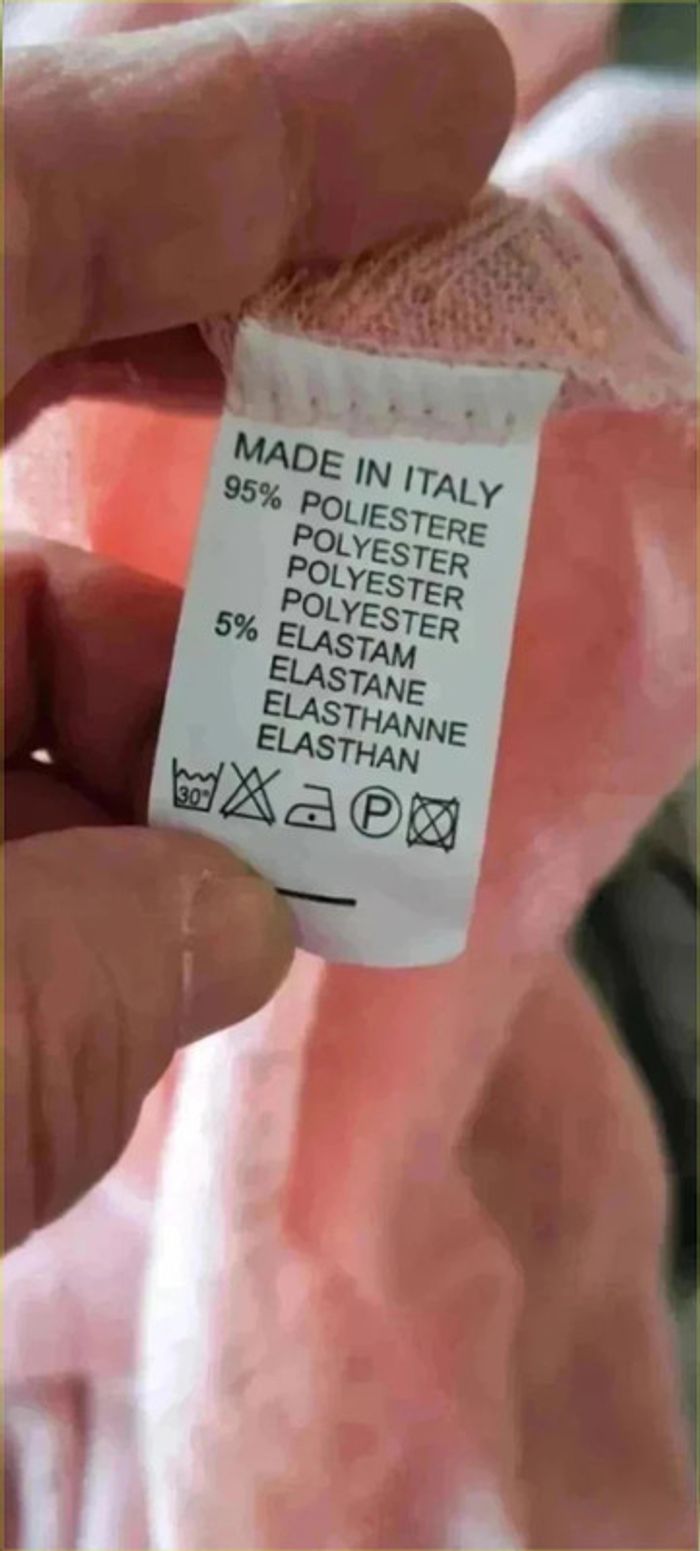 MADE IN ITALY
95% POLIESTERE
POLYESTER
POLYESTER
POLYESTER
5% ELASTAM
ELASTANE
ELASTHANNE
ELASTHAN
30° P